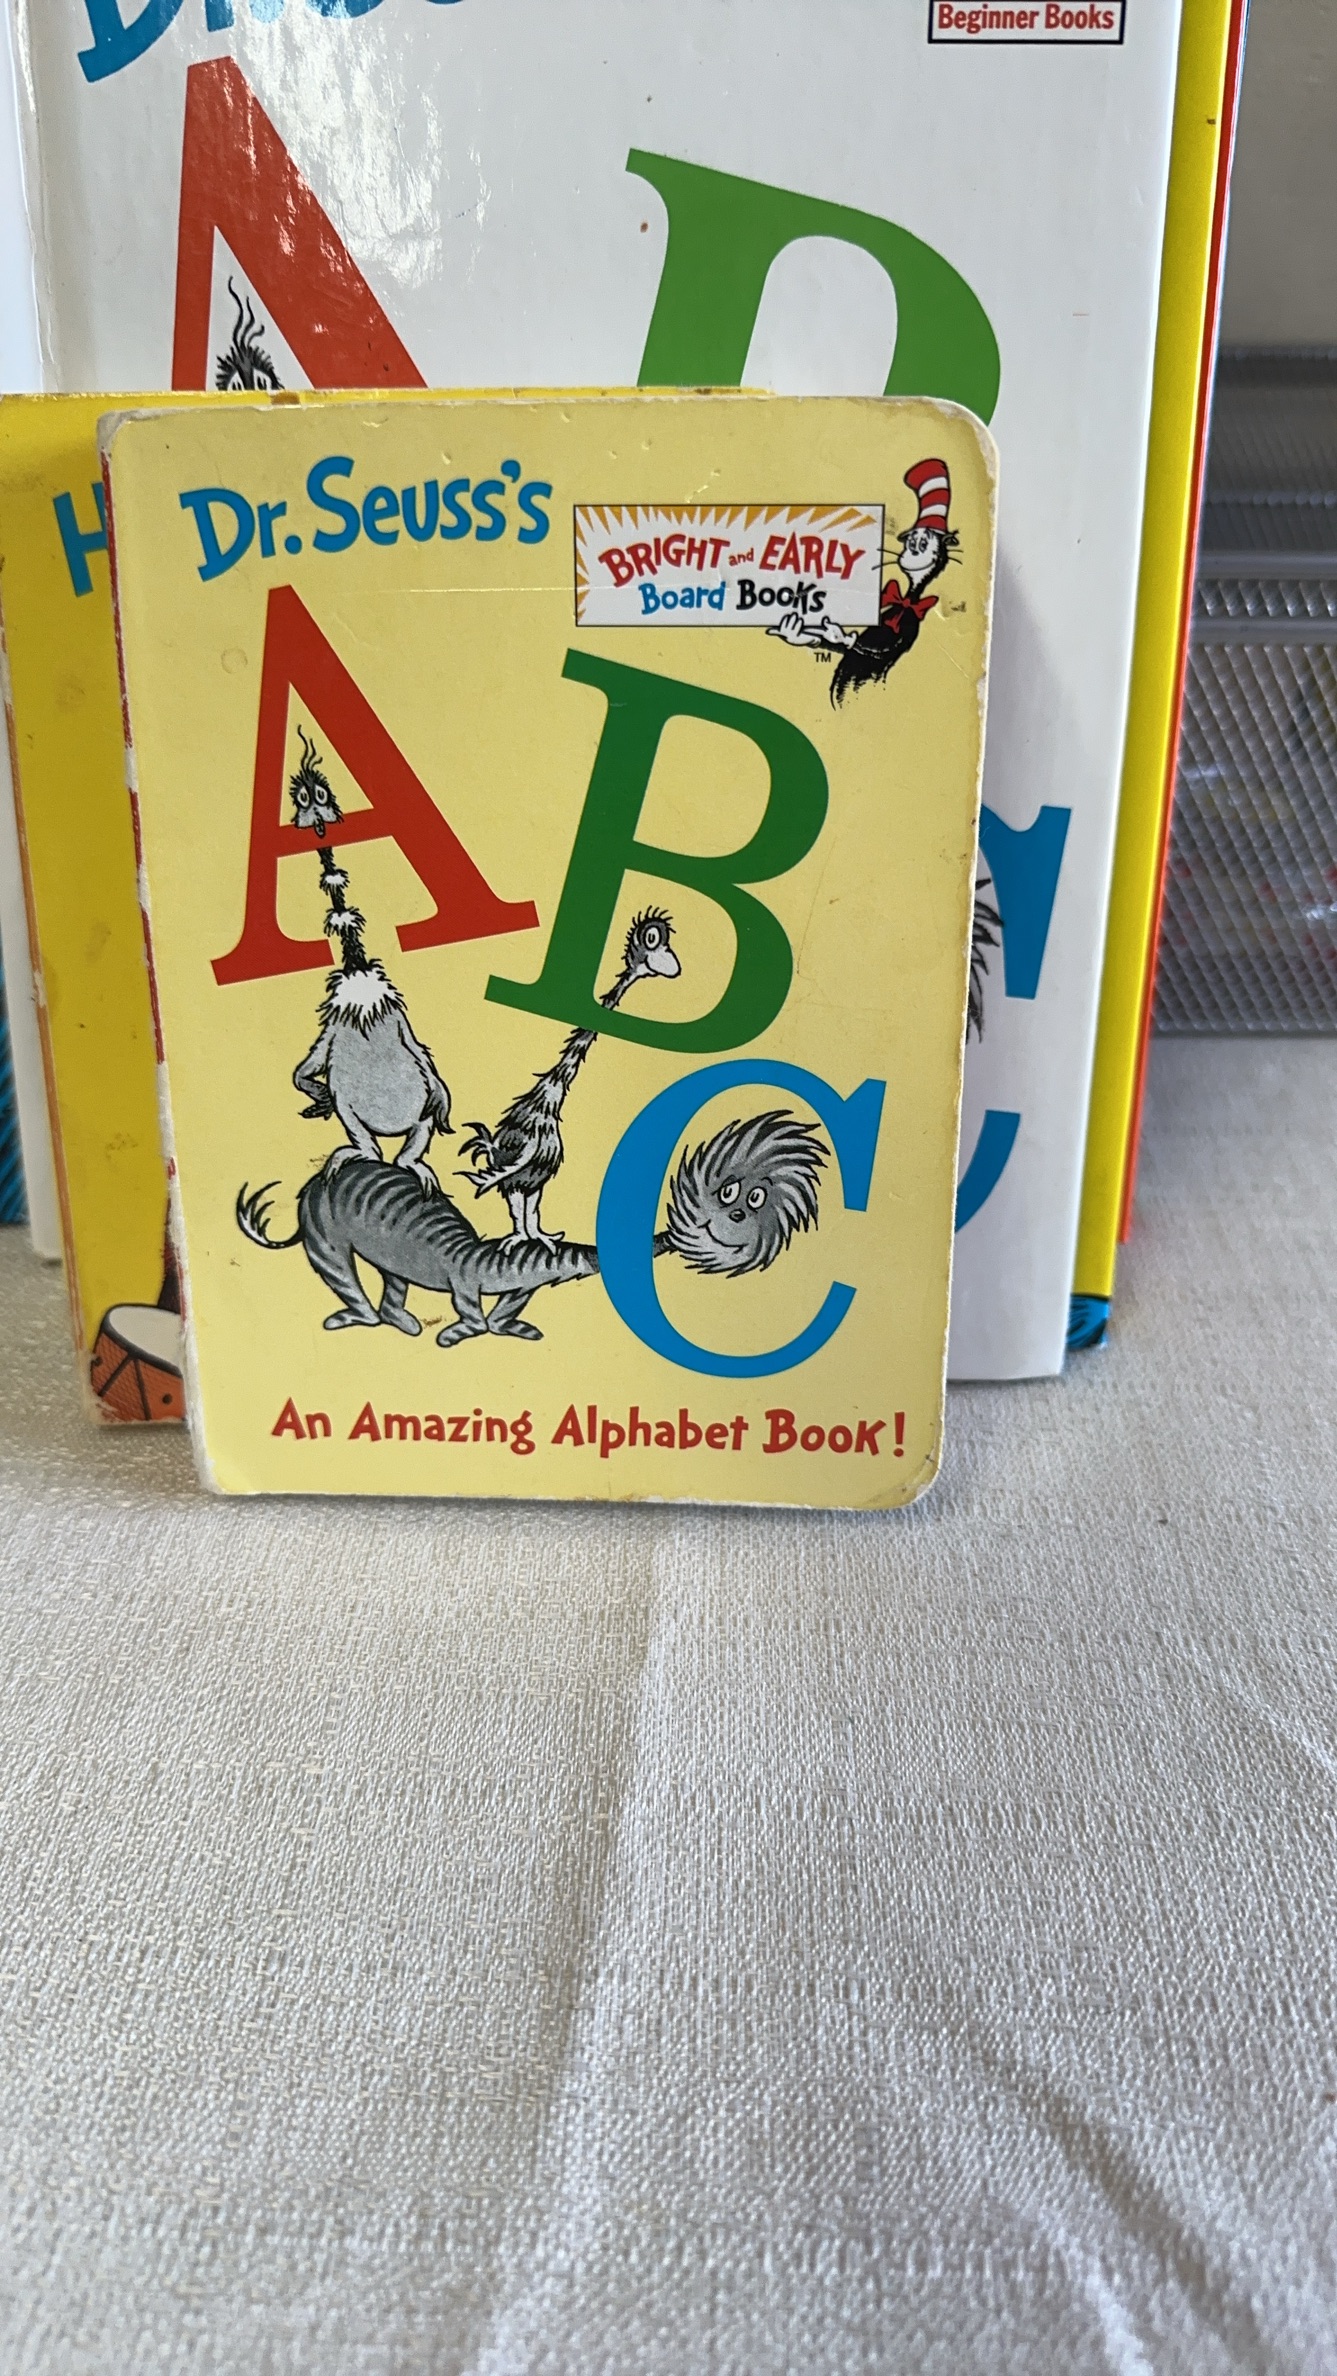 Beginner Books
A
Dr. Seuss's
BRIGHT and EARLY
Board Books
TM
A
B
C
An Amazing Alphabet Book!